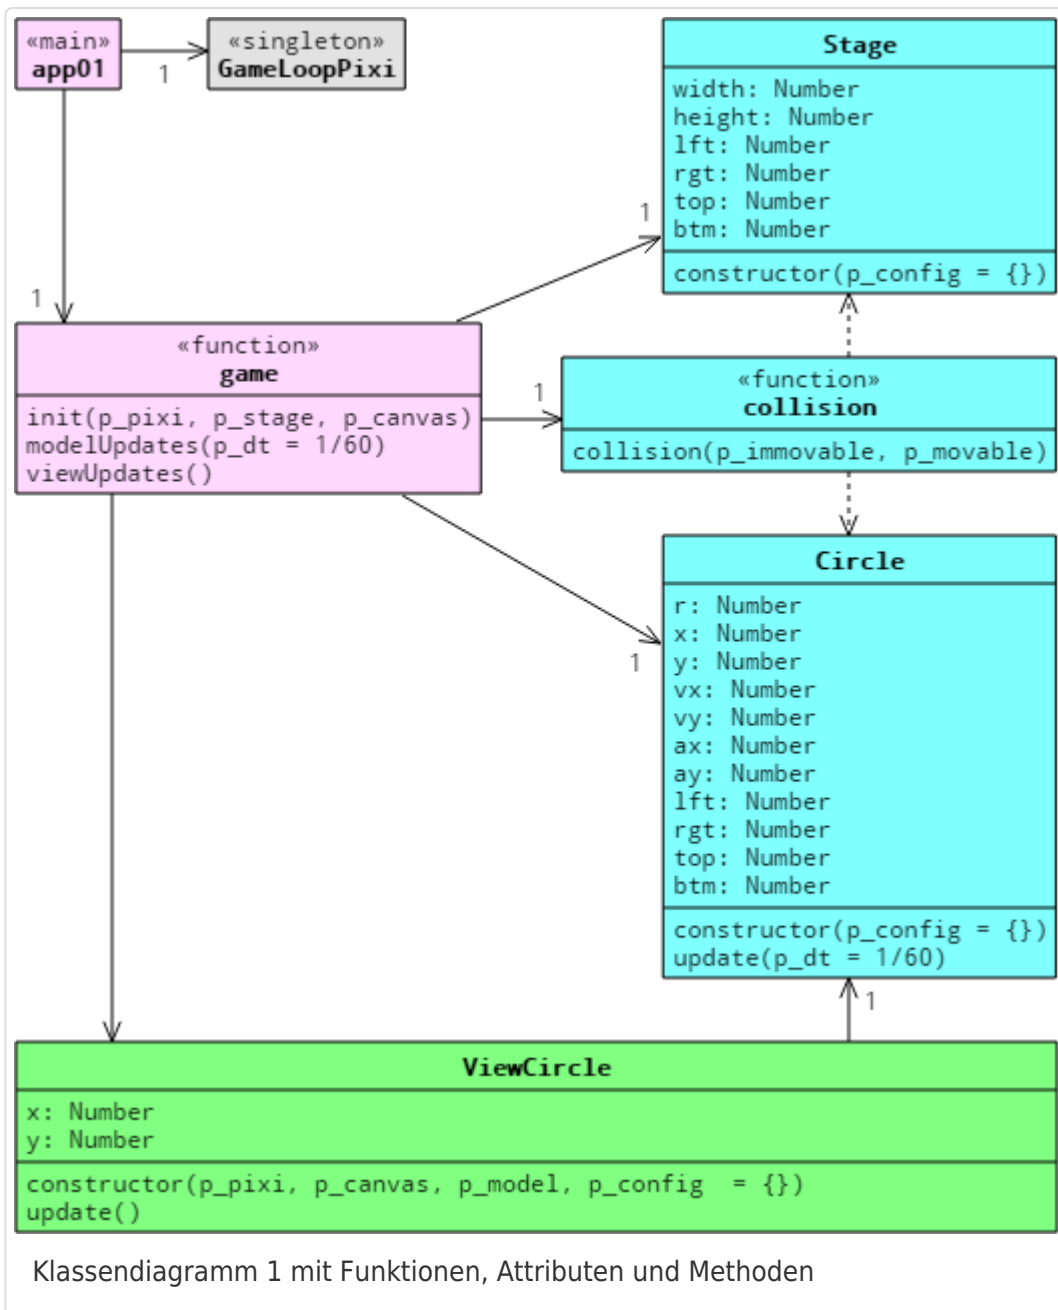 «main»
app01
1
«singleton»
GameLoopPixi
Stage
width: Number
height: Number
lft: Number
rgt: Number
top: Number
btm: Number
constructor(p_config = {})
1
1
«function»
game
init(p_pixi, p_stage, p_canvas)
modelUpdates(p_dt = 1/60)
viewUpdates()
1
«function»
collision
collision(p_immovable, p_movable)
1
Circle
r: Number
x: Number
y: Number
vx: Number
vy: Number
ax: Number
ay: Number
lft: Number
rgt: Number
top: Number
btm: Number
constructor(p_config = {})
update(p_dt = 1/60)
1
ViewCircle
x: Number
y: Number
constructor(p_pixi, p_canvas, p_model, p_config  = {})
update()
Klassendiagramm 1 mit Funktionen, Attributen und Methoden